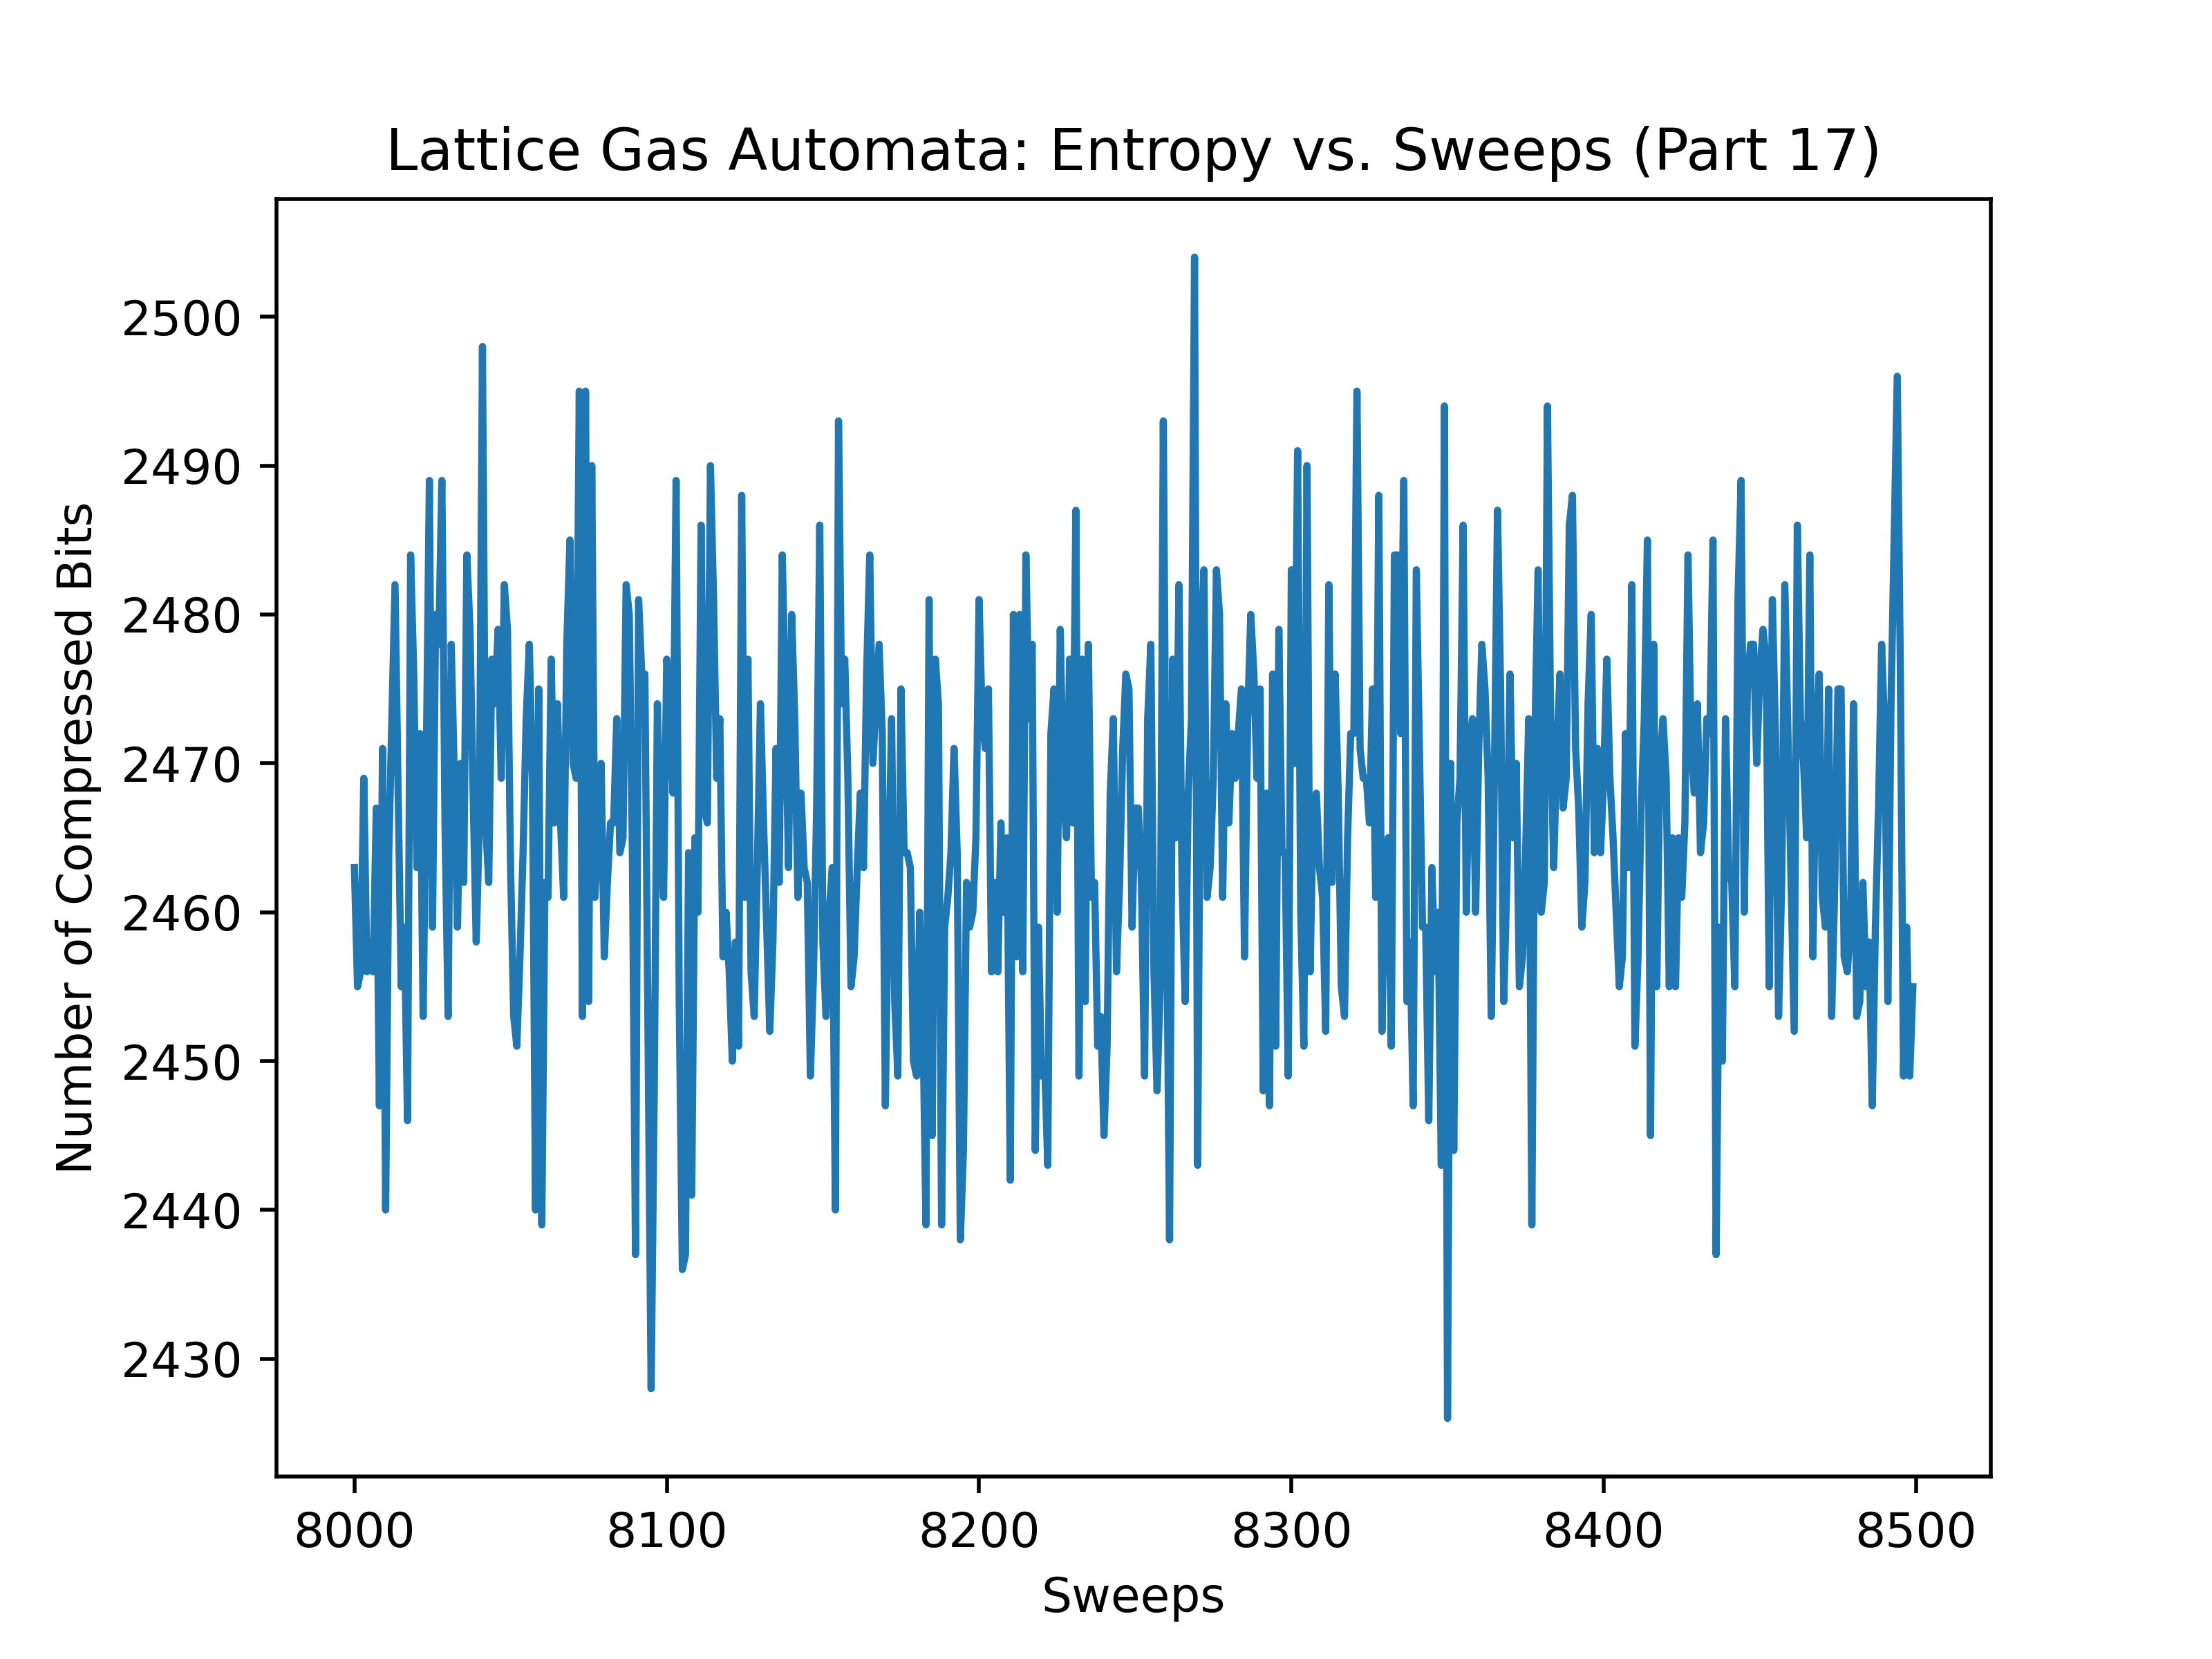 Lattice Gas Automata: Entropy vs. Sweeps (Part 17)
Number of Compressed Bits
2500
2490
2480
2470
2460
2450
2440
2430
8000 8100 8200 8300 8400 8500
Sweeps